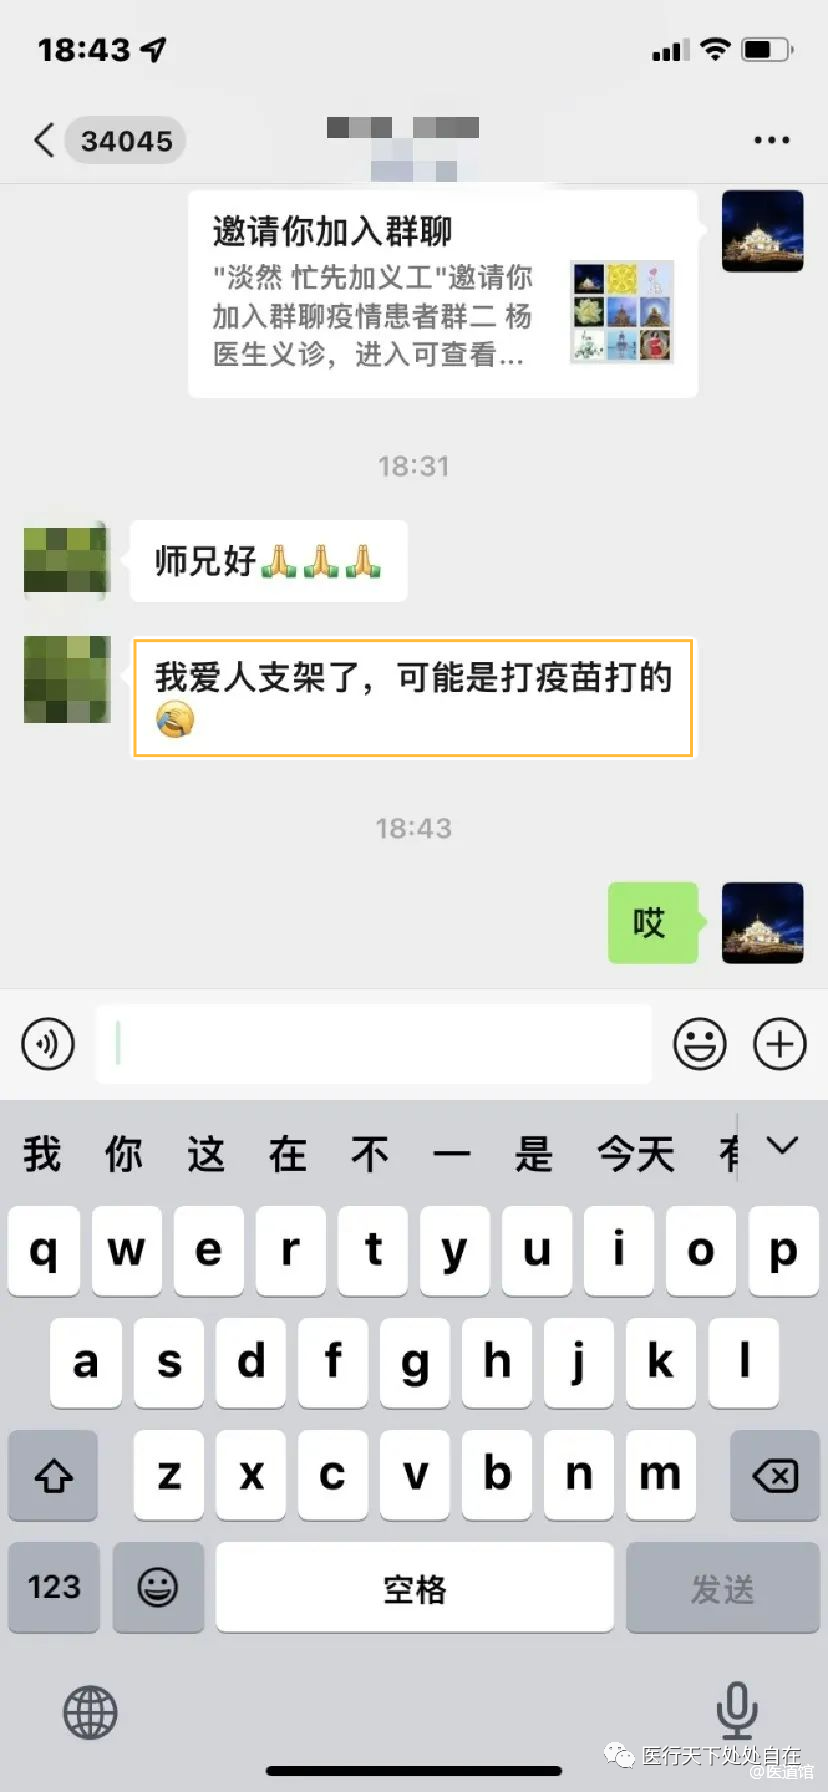 18:43
34045
邀请你加入群聊
"淡然 忙先加义工"邀请你
加入群聊疫情患者群二 杨
医生义诊，进入可查看...
18:31
师兄好🙏🙏🙏
我爱人支架了，可能是打疫苗打的
🤦
18:43
哎
我 你 这 在 不 一 是 今天
q w e r t y u i o p
a s d f g h j k l
z x c v b n m
123 空格 发送
医行天下处处自在
@医道馆